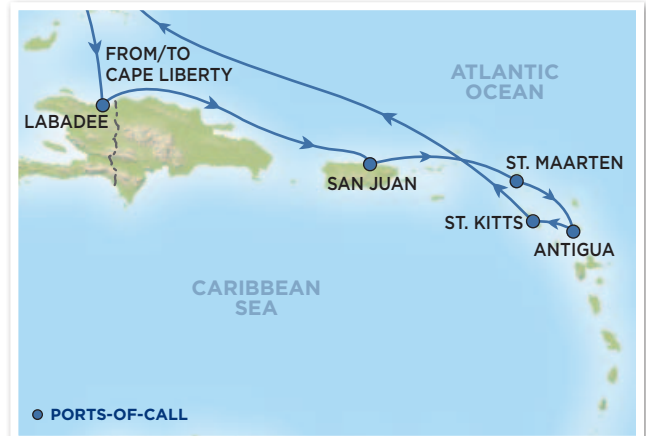 FROM/TO
CAPE LIBERTY
ATLANTIC
OCEAN
LABADEE
SAN JUAN
ST. MAARTEN
ST. KITTS
ANTIGUA
CARIBBEAN
SEA
PORTS-OF-CALL